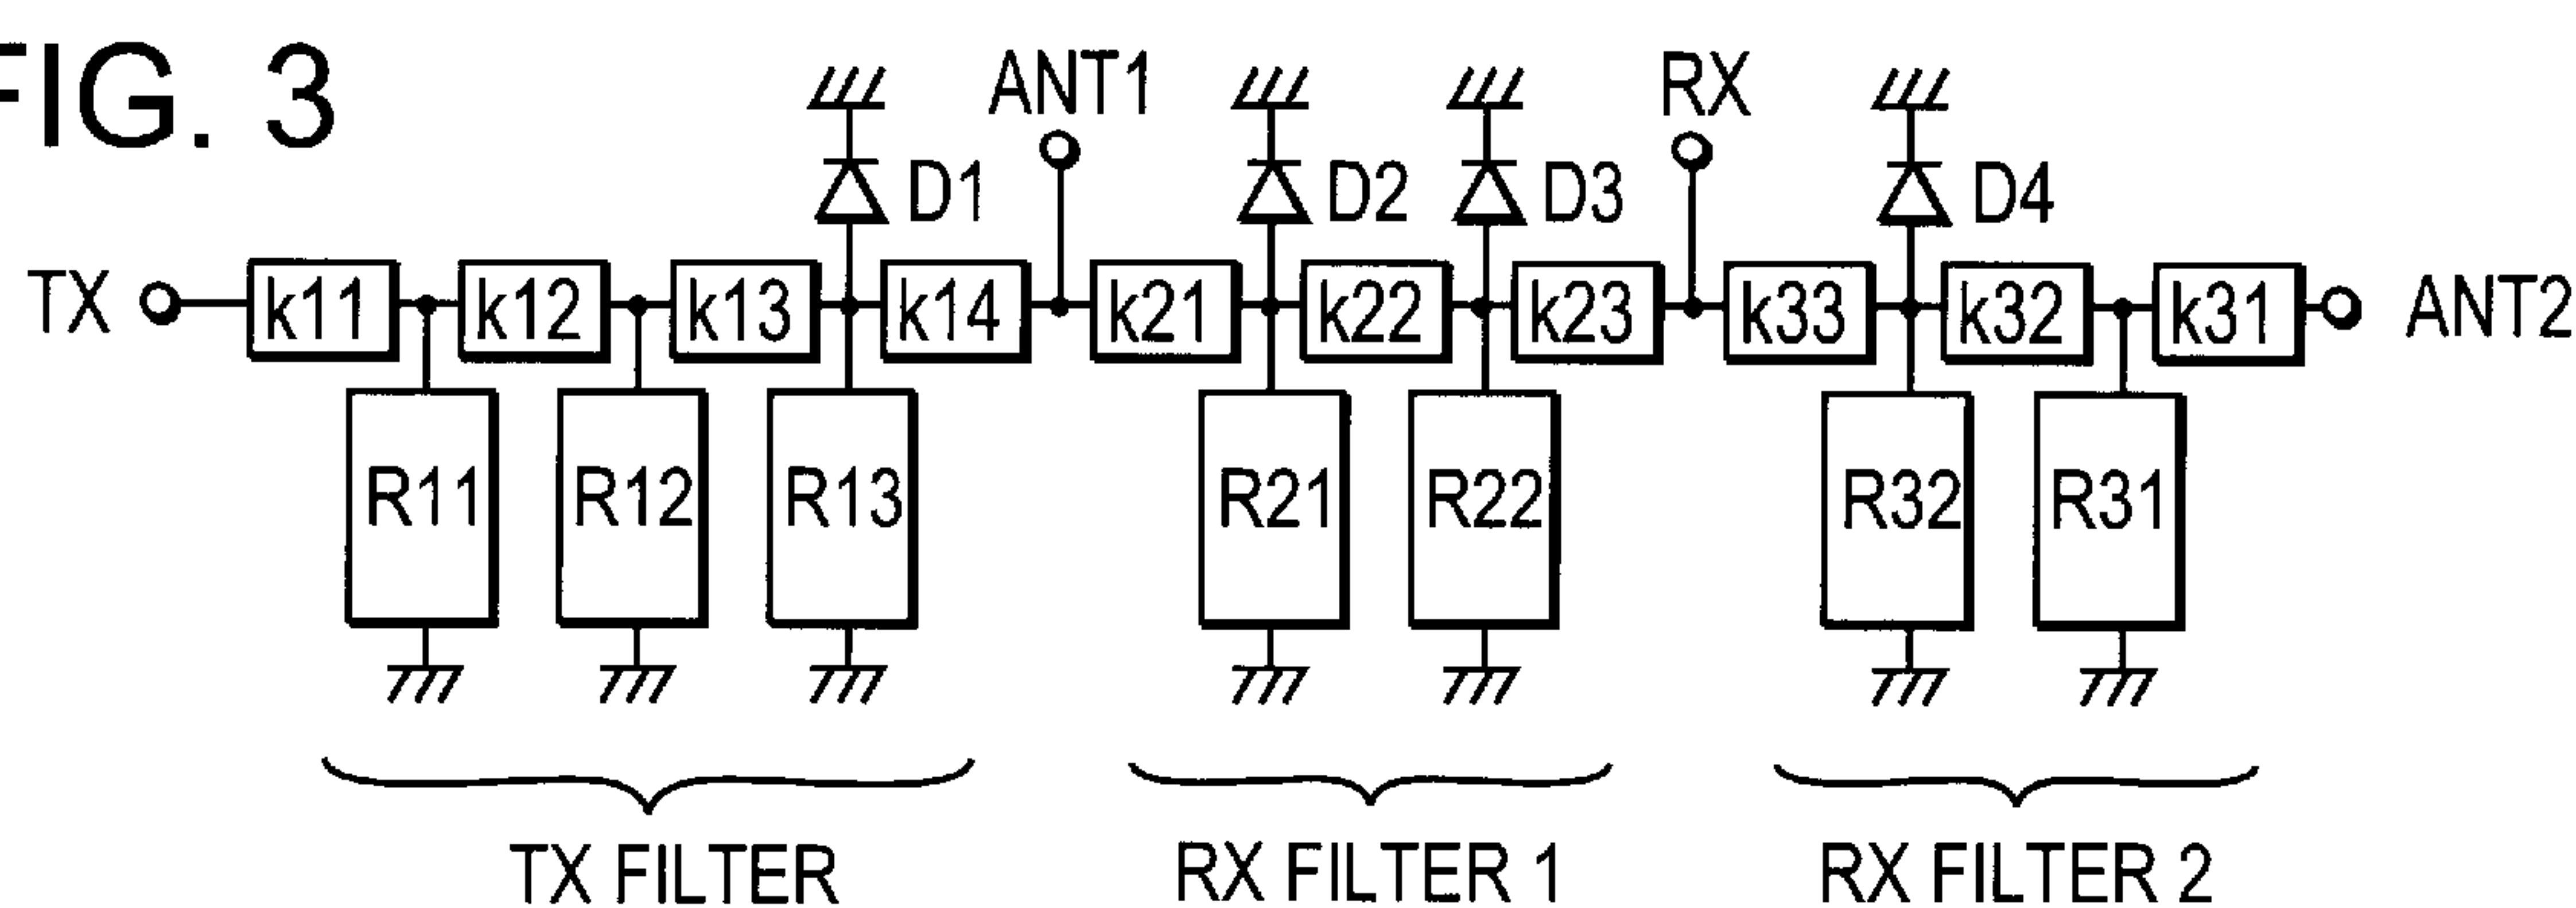 FIG. 3
ANT1
RX
D1
D2
D3
D4
TX
k11
k12
k13
k14
k21
k22
k23
k33
k32
k31
ANT2
R11
R12
R13
R21
R22
R32
R31
TX FILTER
RX FILTER 1
RX FILTER 2